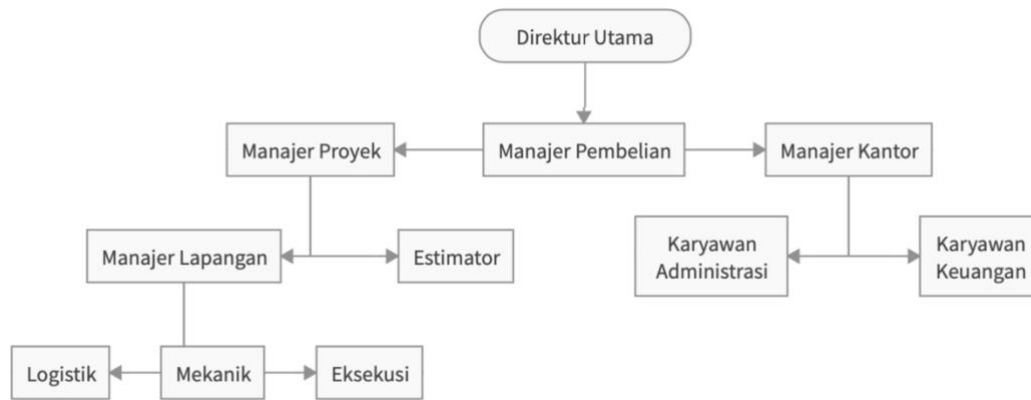 Direktur Utama
Manajer Proyek
Manajer Pembelian
Manajer Kantor
Manajer Lapangan
Estimator
Karyawan
Administrasi
Karyawan
Keuangan
Logistik
Mekanik
Eksekusi